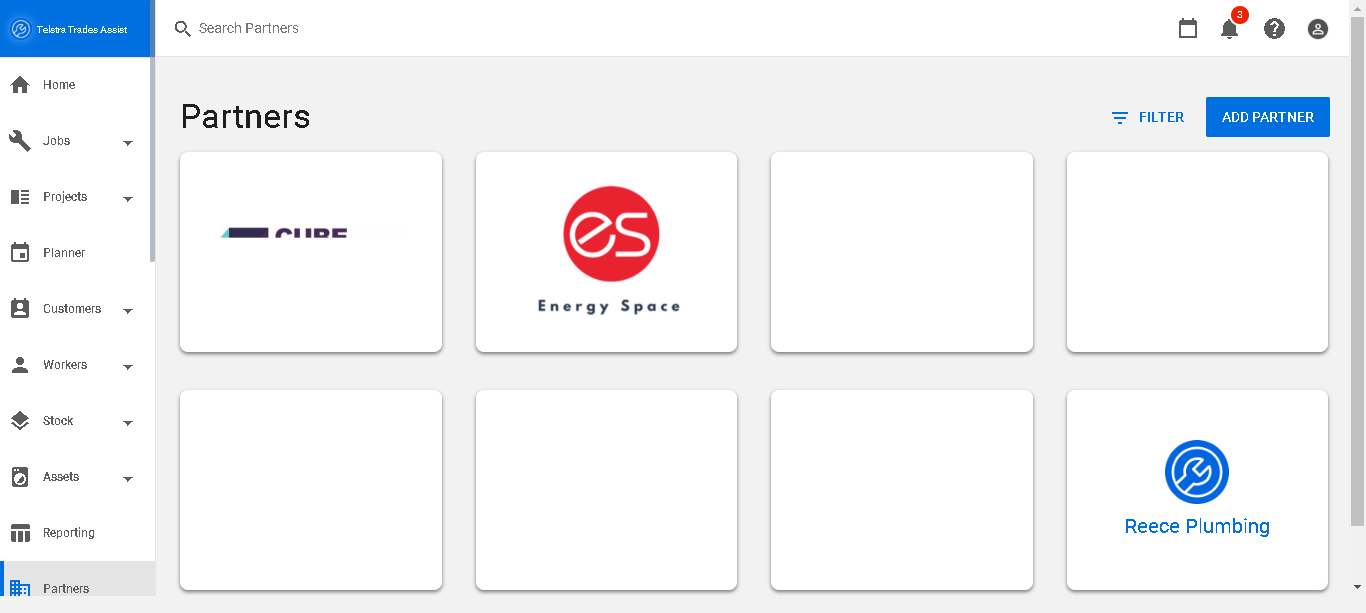 Telstra Trades Assist
Search Partners
3
Home
Jobs
Projects
Planner
Customers
Workers
Stock
Assets
Reporting
Partners
Partners
FILTER
ADD PARTNER
CUBE
es
Energy Space
Reece Plumbing